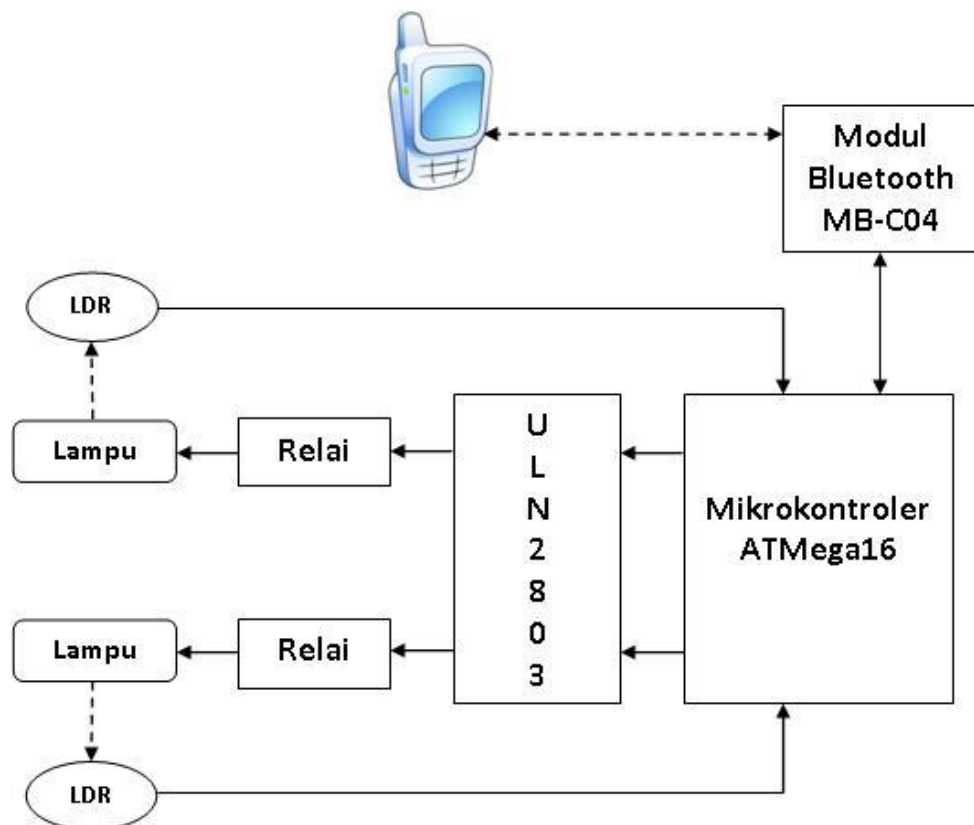 Modul
Bluetooth
MB-C04
LDR
Lampu
Relai
U
L
N
2
8
0
3
Mikrokontroler
ATMega16
Lampu
Relai
LDR